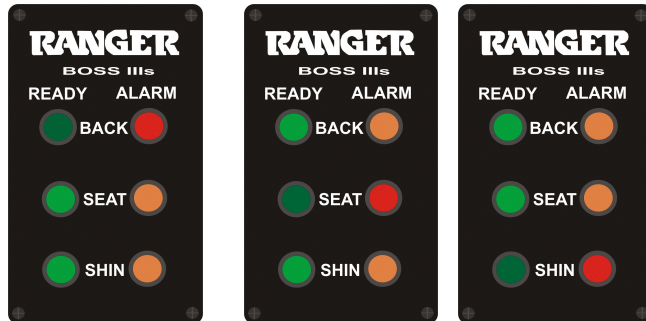 RANGER
BOSS IIIs
READY ALARM
BACK
SEAT
SHIN
RANGER
BOSS IIIs
READY ALARM
BACK
SEAT
SHIN
RANGER
BOSS IIIs
READY ALARM
BACK
SEAT
SHIN